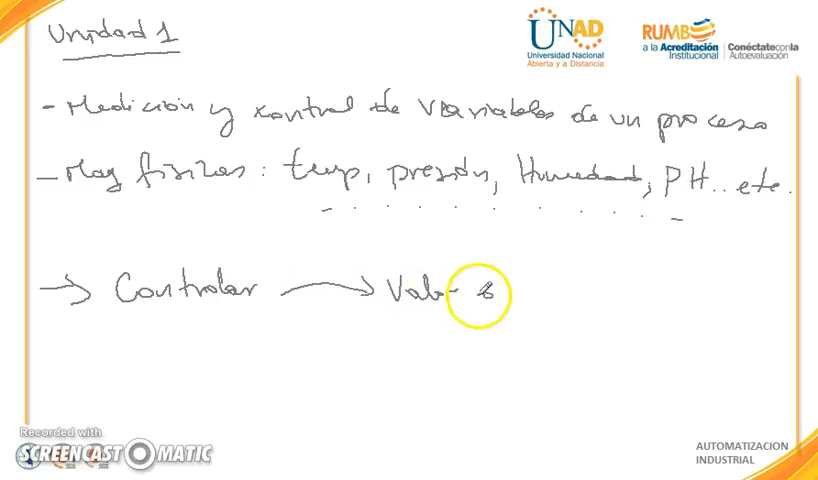 Unidad 1
UNAD
Universidad Nacional
Abierta y a Distancia
RUMBO
a la Acreditación
Institucional
Conéctate con la
Autoevaluación
- Medición y control de variables de un proceso
- Mag físicas : temp, presión, Humedad, PH.. etc.
→ Controlar → Valor
Recorded with
SCREENCAST MATIC
AUTOMATIZACION
INDUSTRIAL